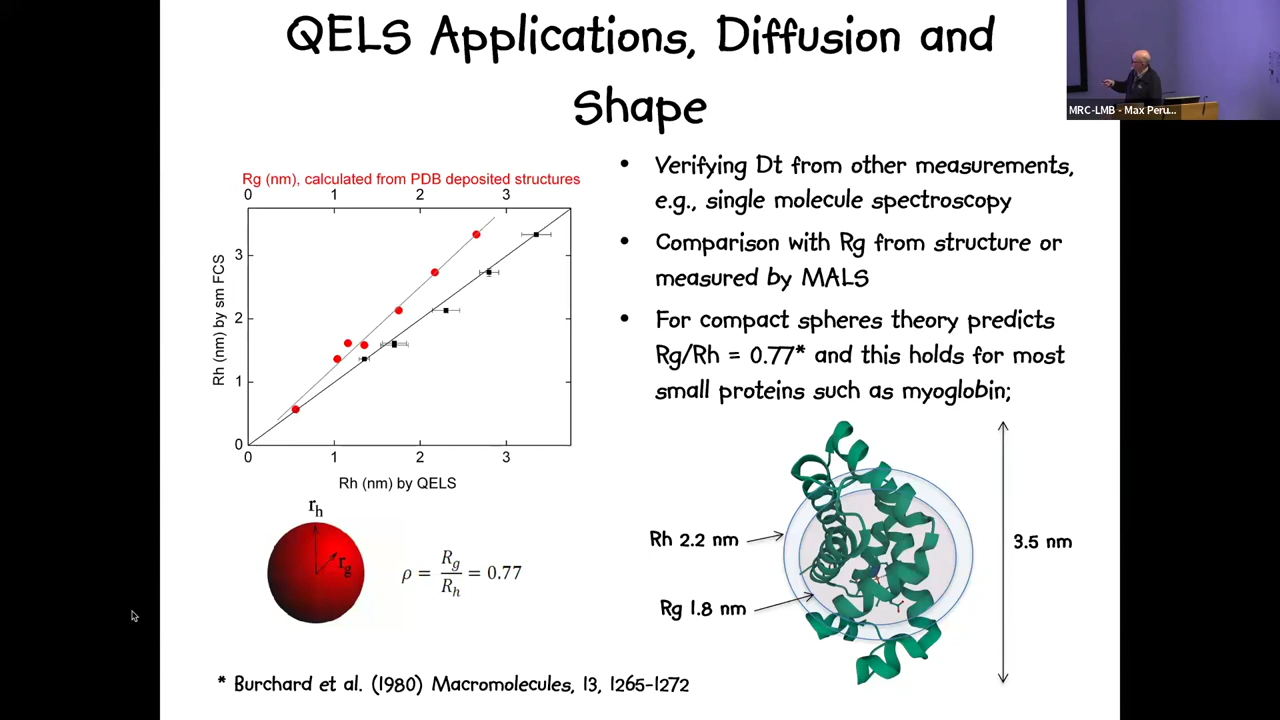 QELS Applications, Diffusion and
Shape
MRC-LMB - Max Peru...
Rg (nm), calculated from PDB deposited structures
0 1 2 3
3
2
1
0
Rh (nm) by sm FCS
0 1 2 3
Rh (nm) by QELS
• Verifying Dt from other measurements,
e.g., single molecule spectroscopy
• Comparison with Rg from structure or
measured by MALS
• For compact spheres theory predicts
Rg/Rh = 0.77* and this holds for most
small proteins such as myoglobin;
rh
rg
ρ = Rg/Rh = 0.77
Rh 2.2 nm
Rg 1.8 nm
3.5 nm
* Burchard et al. (1980) Macromolecules, 13, 1265-1272